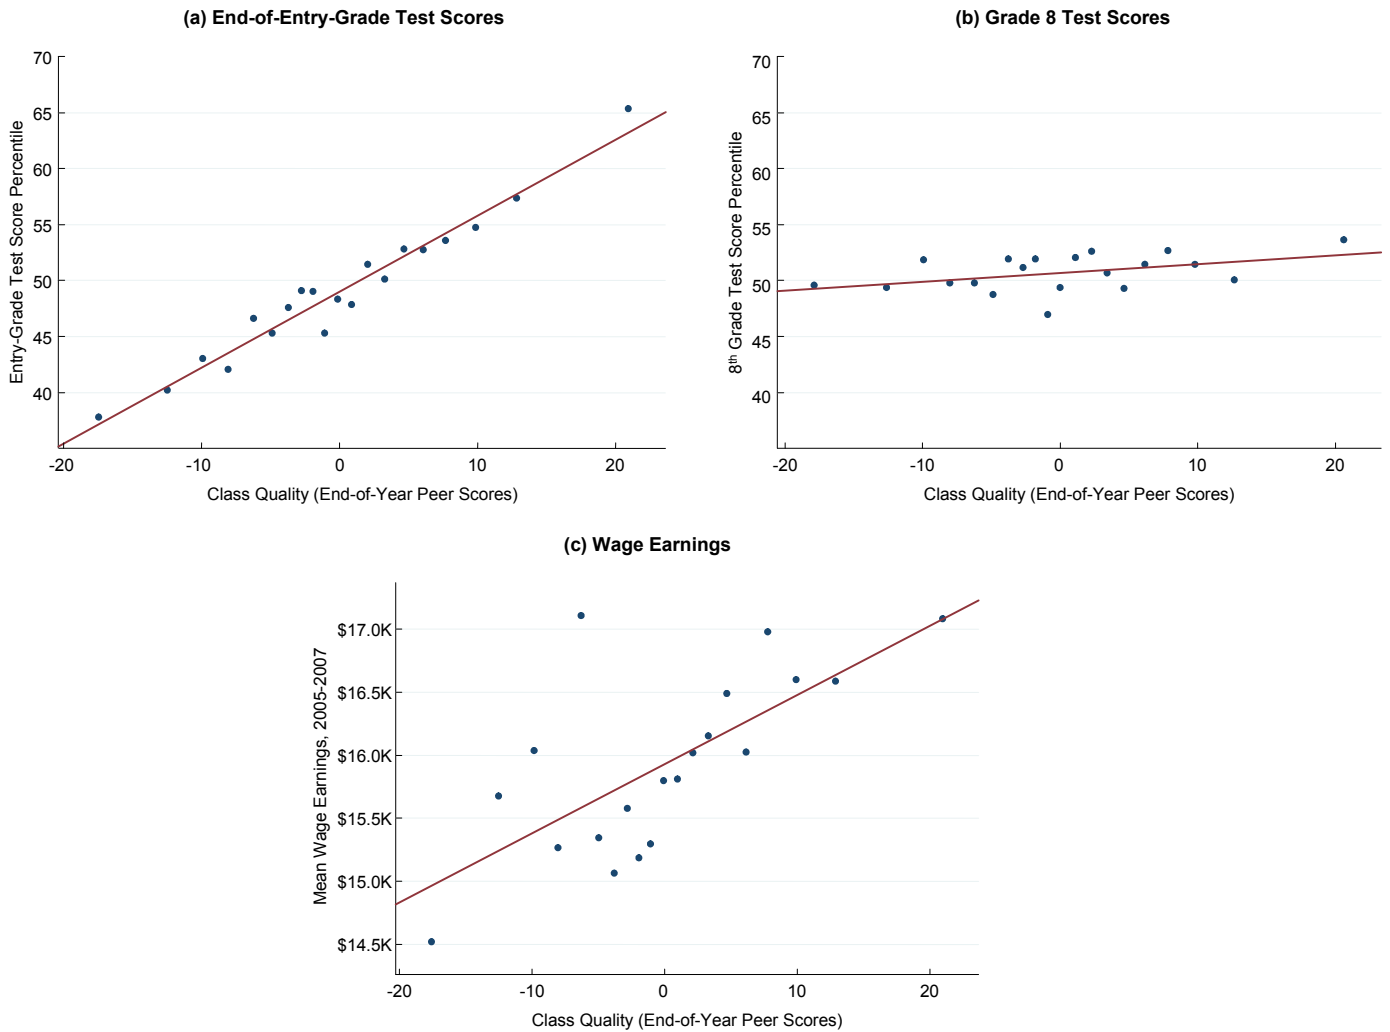 (a) End-of-Entry-Grade Test Scores
Entry-Grade Test Score Percentile
70
65
60
55
50
45
40
-20 -10 0 10 20
Class Quality (End-of-Year Peer Scores)
(b) Grade 8 Test Scores
8th Grade Test Score Percentile
70
65
60
55
50
45
40
-20 -10 0 10 20
Class Quality (End-of-Year Peer Scores)
(c) Wage Earnings
Mean Wage Earnings, 2005-2007
$17.0K
$16.5K
$16.0K
$15.5K
$15.0K
$14.5K
-20 -10 0 10 20
Class Quality (End-of-Year Peer Scores)